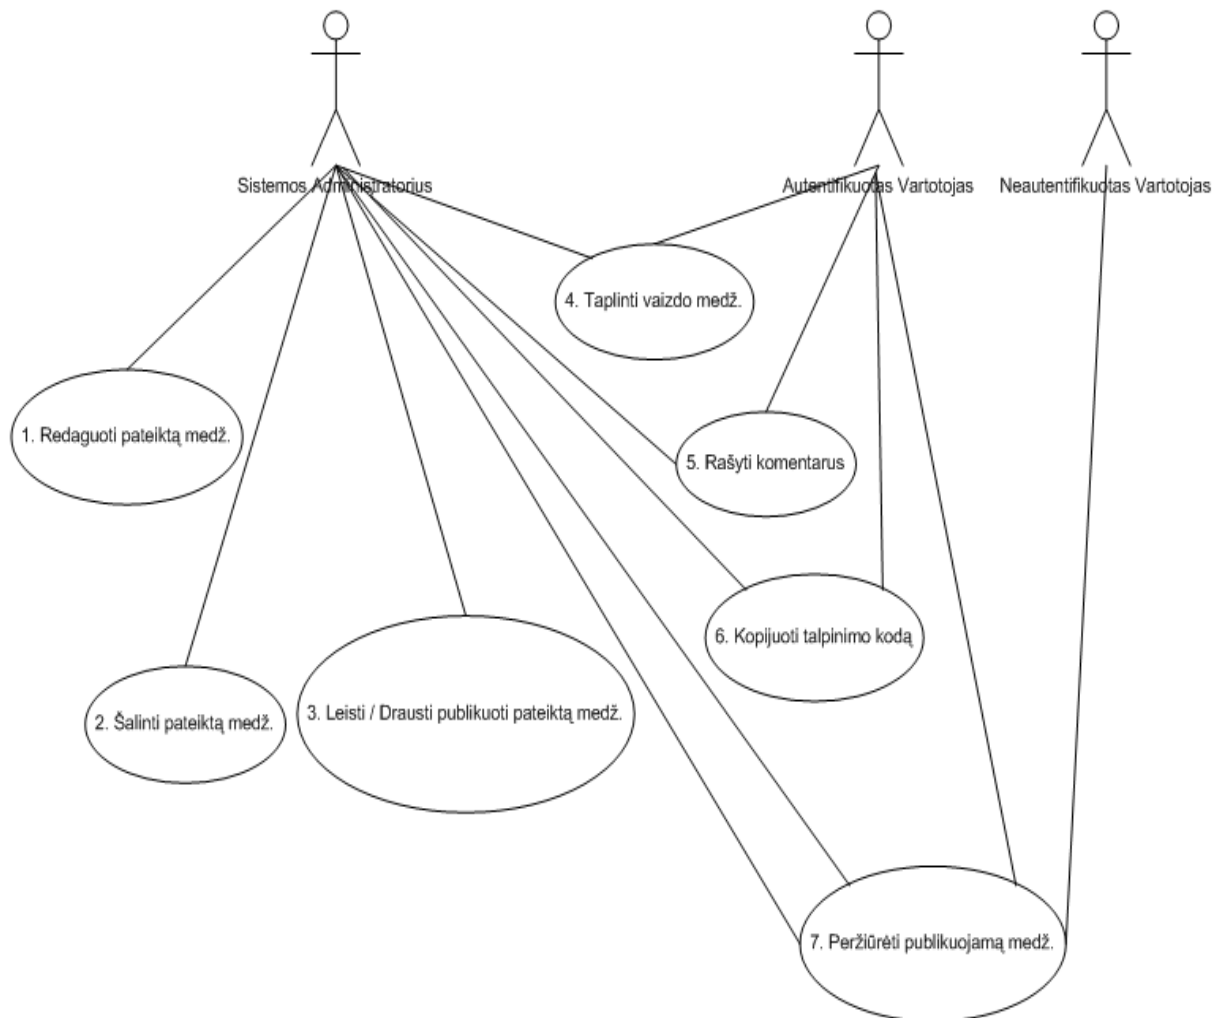 Sistemos Administratorius
Autentifikuotas Vartotojas
Neautentifikuotas Vartotojas
4. Taplinti vaizdo medž.
1. Redaguoti pateiktą medž.
5. Rašyti komentarus
6. Kopijuoti talpinimo kodą
3. Leisti / Drausti publikuoti pateiktą medž.
2. Šalinti pateiktą medž.
7. Peržiūrėti publikuojamą medž.